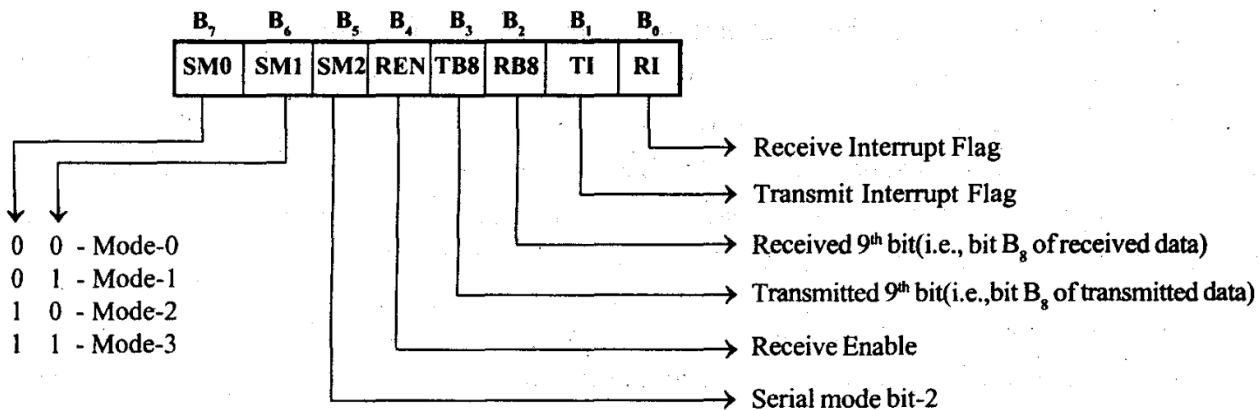 B₇ B₆ B₅ B₄ B₃ B₂ B₁ B₀
SM0 SM1 SM2 REN TB8 RB8 TI RI
Receive Interrupt Flag
Transmit Interrupt Flag
Received 9ᵗʰ bit(i.e., bit B₈ of received data)
Transmitted 9ᵗʰ bit(i.e.,bit B₈ of transmitted data)
Receive Enable
Serial mode bit-2
0 0 - Mode-0
0 1 - Mode-1
1 0 - Mode-2
1 1 - Mode-3